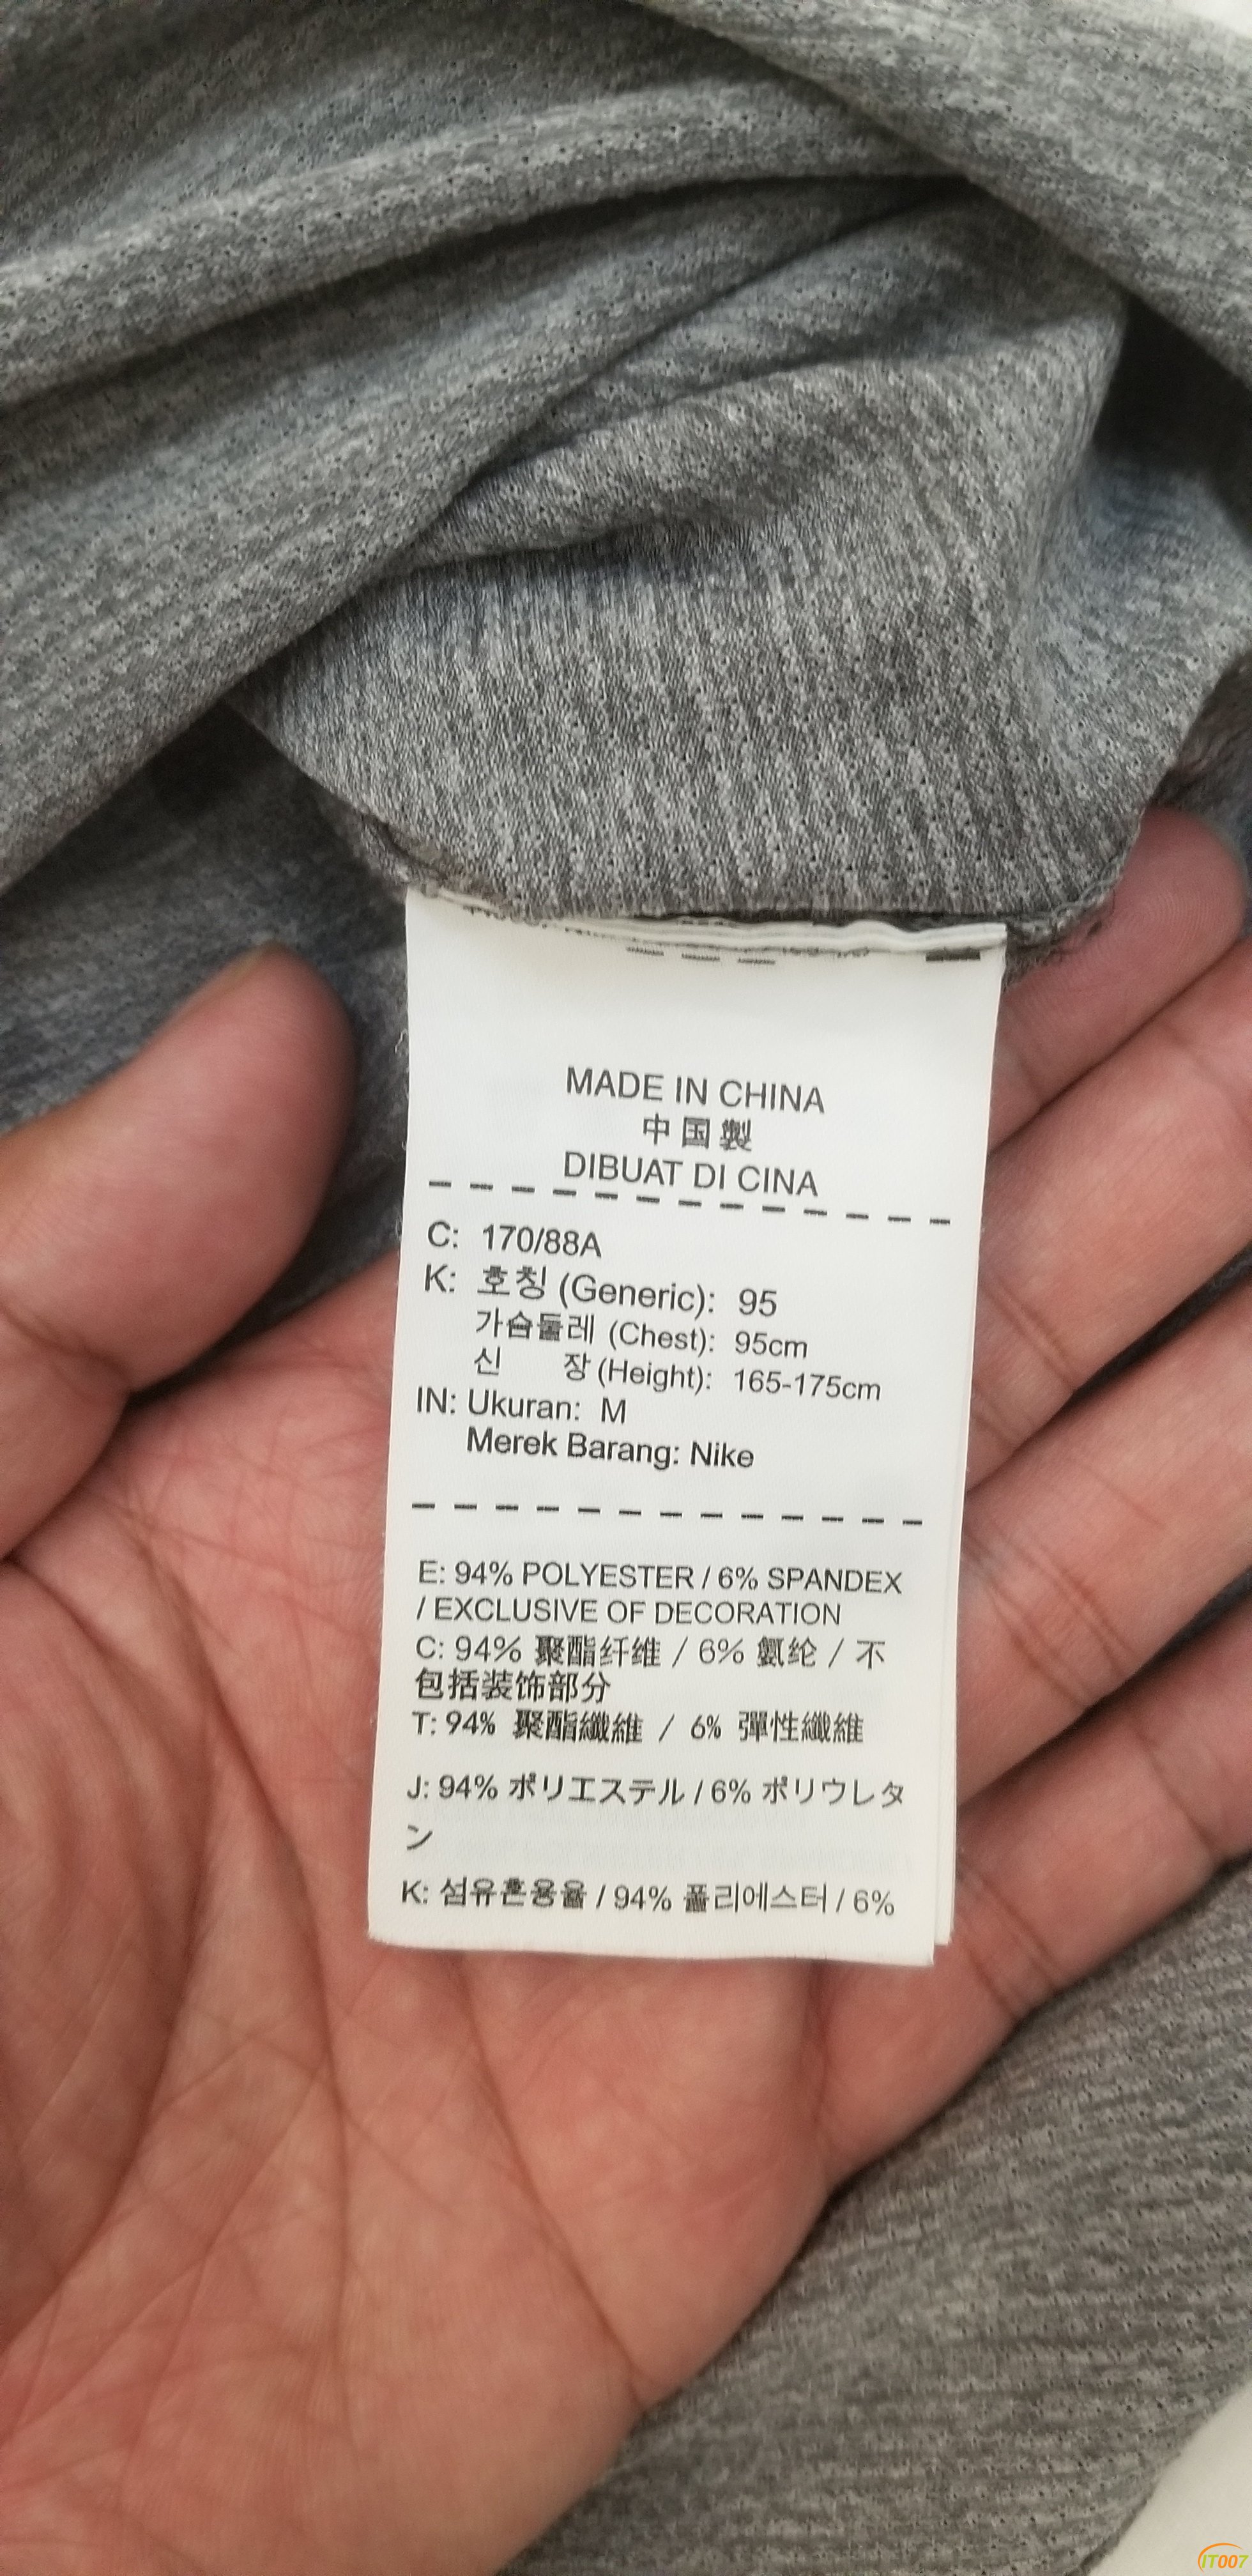 MADE IN CHINA
中国製
DIBUAT DI CINA
C: 170/88A
K: 호칭 (Generic): 95
가슴둘레 (Chest): 95cm
신 장 (Height): 165-175cm
IN: Ukuran: M
Merek Barang: Nike
E: 94% POLYESTER / 6% SPANDEX
/ EXCLUSIVE OF DECORATION
C: 94% 聚酯纤维 / 6% 氨纶 / 不
包括装饰部分
T: 94% 聚酯纖維 / 6% 彈性纖維
J: 94% ポリエステル / 6% ポリウレタ
ン
K: 섬유혼용율 / 94% 폴리에스터 / 6%
IT007